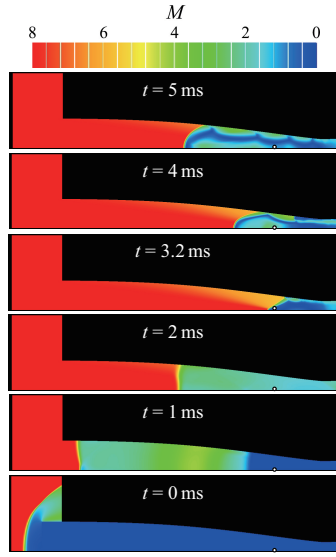 M
8 6 4 2 0
t = 5 ms
t = 4 ms
t = 3.2 ms
t = 2 ms
t = 1 ms
t = 0 ms